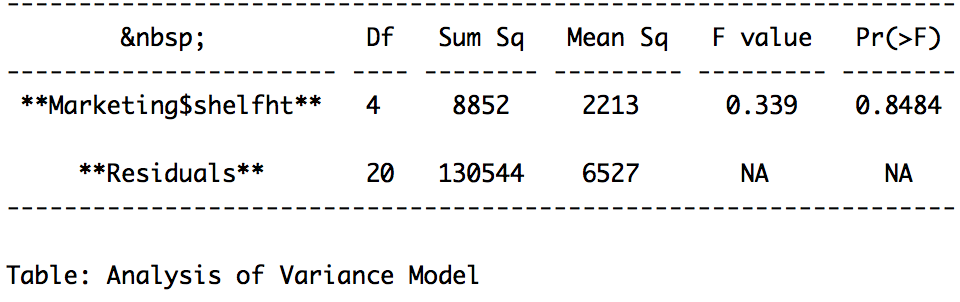 -----------------------------------------------------------------
&nbsp; Df Sum Sq Mean Sq F value Pr(>F)
----------------------- ---- -------- --------- --------- --------
**Marketing$shelfht** 4 8852 2213 0.339 0.8484
**Residuals** 20 130544 6527 NA NA
-----------------------------------------------------------------
Table: Analysis of Variance Model